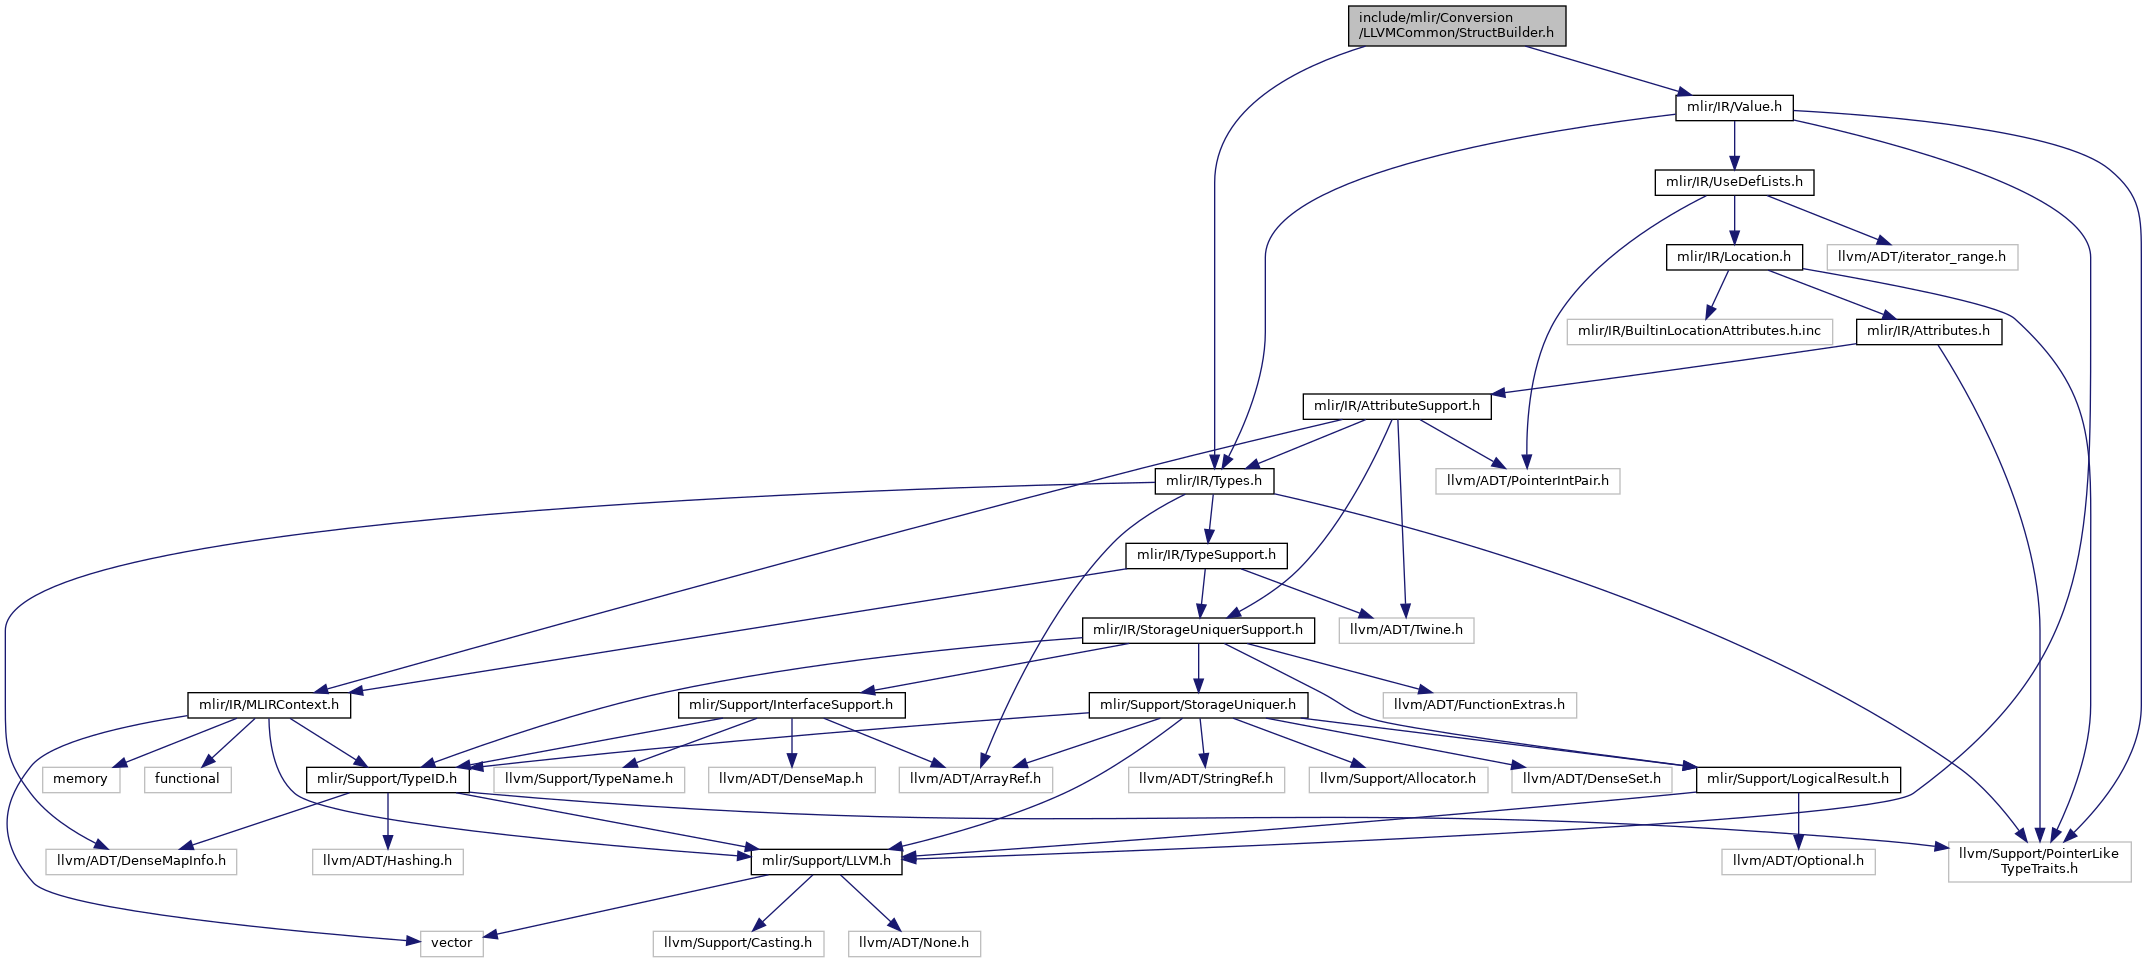 include/mlir/Conversion
/LLVMCommon/StructBuilder.h
mlir/IR/Value.h
mlir/IR/UseDefLists.h
mlir/IR/Location.h
llvm/ADT/iterator_range.h
mlir/IR/BuiltinLocationAttributes.h.inc
mlir/IR/Attributes.h
mlir/IR/AttributeSupport.h
mlir/IR/Types.h
llvm/ADT/PointerIntPair.h
mlir/IR/TypeSupport.h
mlir/IR/StorageUniquerSupport.h
llvm/ADT/Twine.h
mlir/IR/MLIRContext.h
mlir/Support/InterfaceSupport.h
mlir/Support/StorageUniquer.h
llvm/ADT/FunctionExtras.h
memory
functional
mlir/Support/TypeID.h
llvm/Support/TypeName.h
llvm/ADT/DenseMap.h
llvm/ADT/ArrayRef.h
llvm/ADT/StringRef.h
llvm/Support/Allocator.h
llvm/ADT/DenseSet.h
mlir/Support/LogicalResult.h
llvm/ADT/DenseMapInfo.h
llvm/ADT/Hashing.h
mlir/Support/LLVM.h
llvm/ADT/Optional.h
llvm/Support/PointerLike
TypeTraits.h
vector
llvm/Support/Casting.h
llvm/ADT/None.h